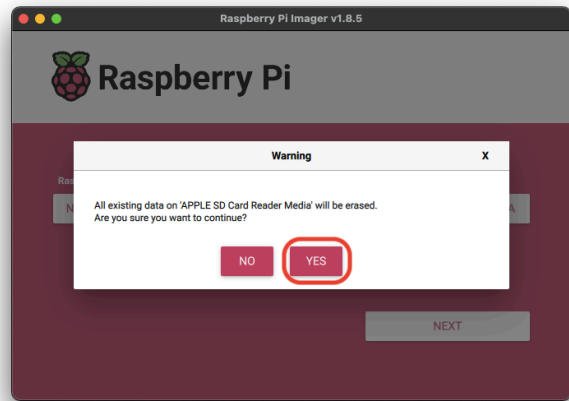 Raspberry Pi Imager v1.8.5
Raspberry Pi
Warning
X
Ras
N
A
All existing data on 'APPLE SD Card Reader Media' will be erased.
Are you sure you want to continue?
NO
YES
NEXT